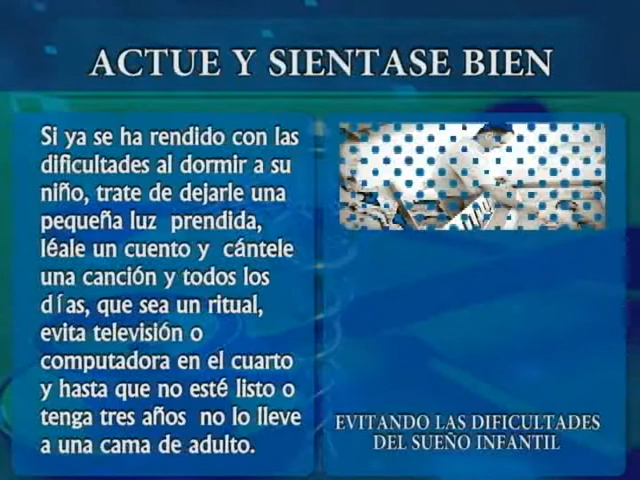 ACTUE Y SIENTASE BIEN
Si ya se ha rendido con las
dificultades al dormir a su
niño, trate de dejarle una
pequeña luz prendida,
léale un cuento y cántele
una canción y todos los
días, que sea un ritual,
evita televisión o
computadora en el cuarto
y hasta que no esté listo o
tenga tres años no lo lleve
a una cama de adulto.
EVITANDO LAS DIFICULTADES
DEL SUEÑO INFANTIL